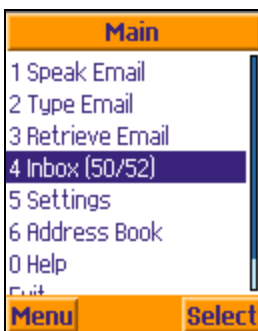 Main
1 Speak Email
2 Type Email
3 Retrieve Email
4 Inbox (50/52)
5 Settings
6 Address Book
0 Help
Exit
Menu Select